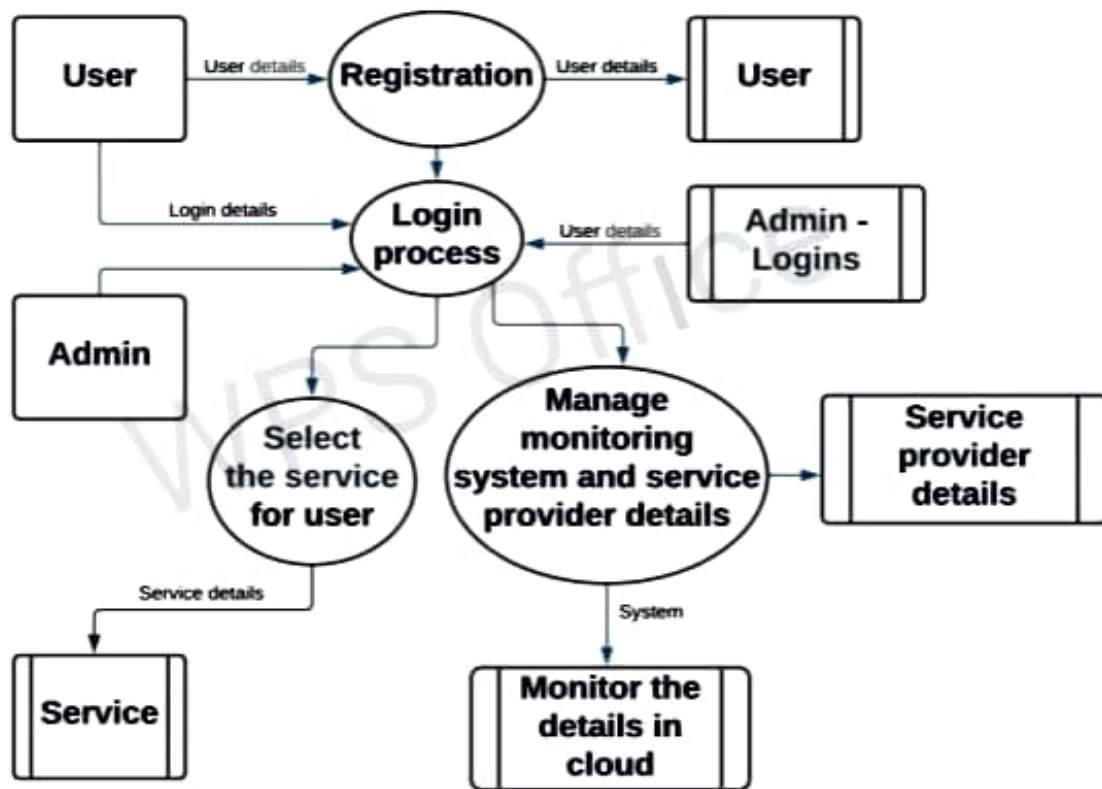 User
User details
Registration
User details
User
Login details
Login
process
User details
Admin -
Logins
Admin
Select
the service
for user
Manage
monitoring
system and service
provider details
Service
provider
details
Service details
System
Service
Monitor the
details in
cloud
WPS Office